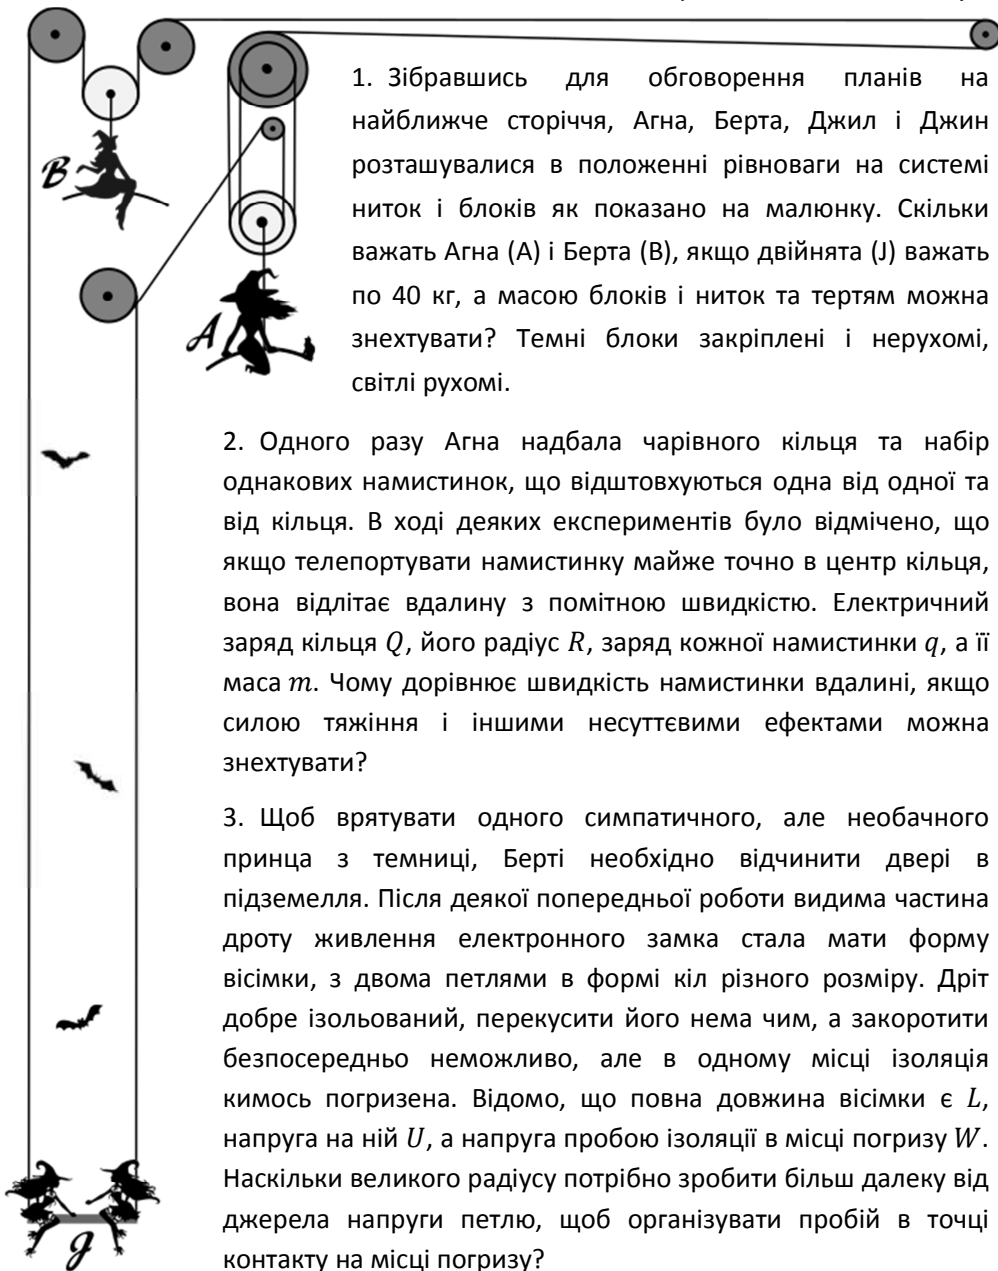 1. Зібравшись для обговорення планів на
найближче сторіччя, Агна, Берта, Джил і Джин
розташувалися в положенні рівноваги на системі
B
ниток і блоків як показано на малюнку. Скільки
важать Агна (А) і Берта (В), якщо двійнята (J) важать
по 40 кг, а масою блоків і ниток та тертям можна
A
знехтувати? Темні блоки закріплені і нерухомі,
світлі рухомі.
2. Одного разу Агна надбала чарівного кільця та набір
однакових намистинок, що відштовхуються одна від одної та
від кільця. В ході деяких експериментів було відмічено, що
якщо телепортувати намистинку майже точно в центр кільця,
вона відлітає вдалину з помітною швидкістю. Електричний
заряд кільця Q, його радіус R, заряд кожної намистинки q, а її
маса m. Чому дорівнює швидкість намистинки вдалині, якщо
силою тяжіння і іншими несуттєвими ефектами можна
знехтувати?
3. Щоб врятувати одного симпатичного, але необачного
принца з темниці, Берті необхідно відчинити двері в
підземелля. Після деякої попередньої роботи видима частина
дроту живлення електронного замка стала мати форму
вісімки, з двома петлями в формі кіл різного розміру. Дріт
добре ізольований, перекусити його нема чим, а закоротити
безпосередньо неможливо, але в одному місці ізоляція
кимось погризена. Відомо, що повна довжина вісімки є L,
напруга на ній U, а напруга пробою ізоляції в місці погризу W.
Наскільки великого радіусу потрібно зробити більш далеку від
джерела напруги петлю, щоб організувати пробій в точці
контакту на місці погризу?
J